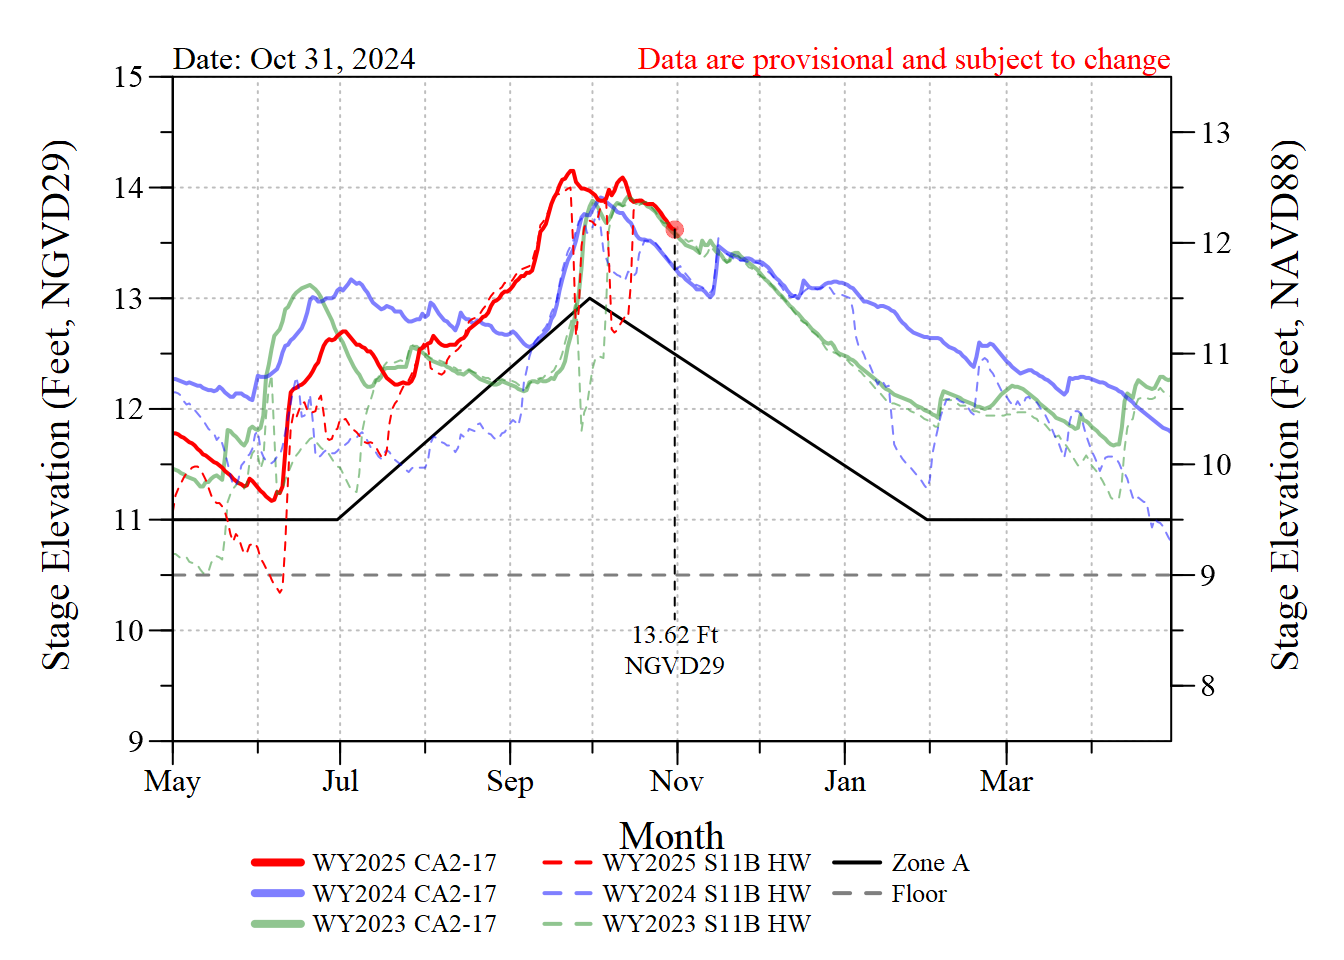 Date: Oct 31, 2024
Data are provisional and subject to change
Stage Elevation (Feet, NGVD29)
15
14
13
12
11
10
9
Stage Elevation (Feet, NAVD88)
13
12
11
10
9
8
13.62 Ft
NGVD29
May Jul Sep Nov Jan Mar
Month
WY2025 CA2-17 WY2025 S11B HW Zone A
WY2024 CA2-17 WY2024 S11B HW Floor
WY2023 CA2-17 WY2023 S11B HW